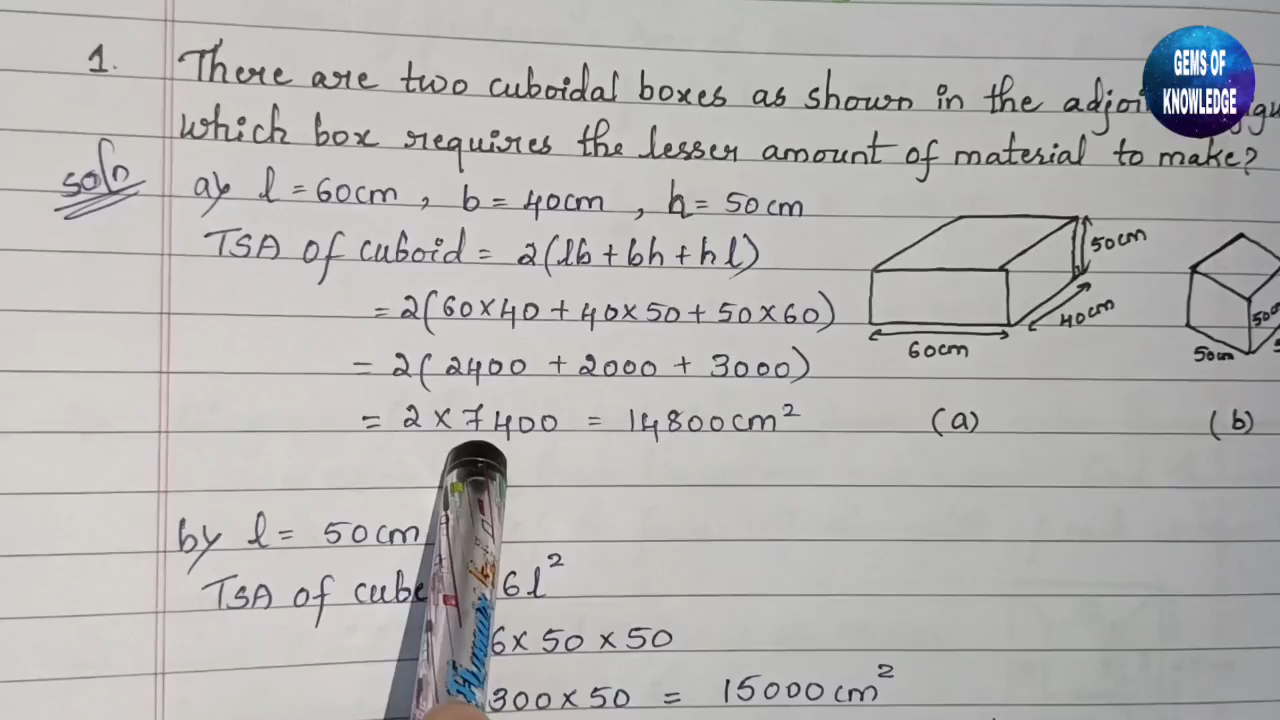 1. There are two cuboidal boxes as shown in the
which box requires the lesser amount of material to make?
Soln
a) l = 60cm , b = 40cm , h = 50cm
TSA of cuboid = 2(lb + bh + hl)
= 2(60×40 + 40×50 + 50×60)
= 2(2400 + 2000 + 3000)
= 2 × 7400 = 14800cm²
50cm
40cm
60cm
(a)
50cm
(b)
b) l = 50cm
TSA of cube 6l²
6× 50 × 50
300×50 = 15000cm²
GEMS OF
KNOWLEDGE